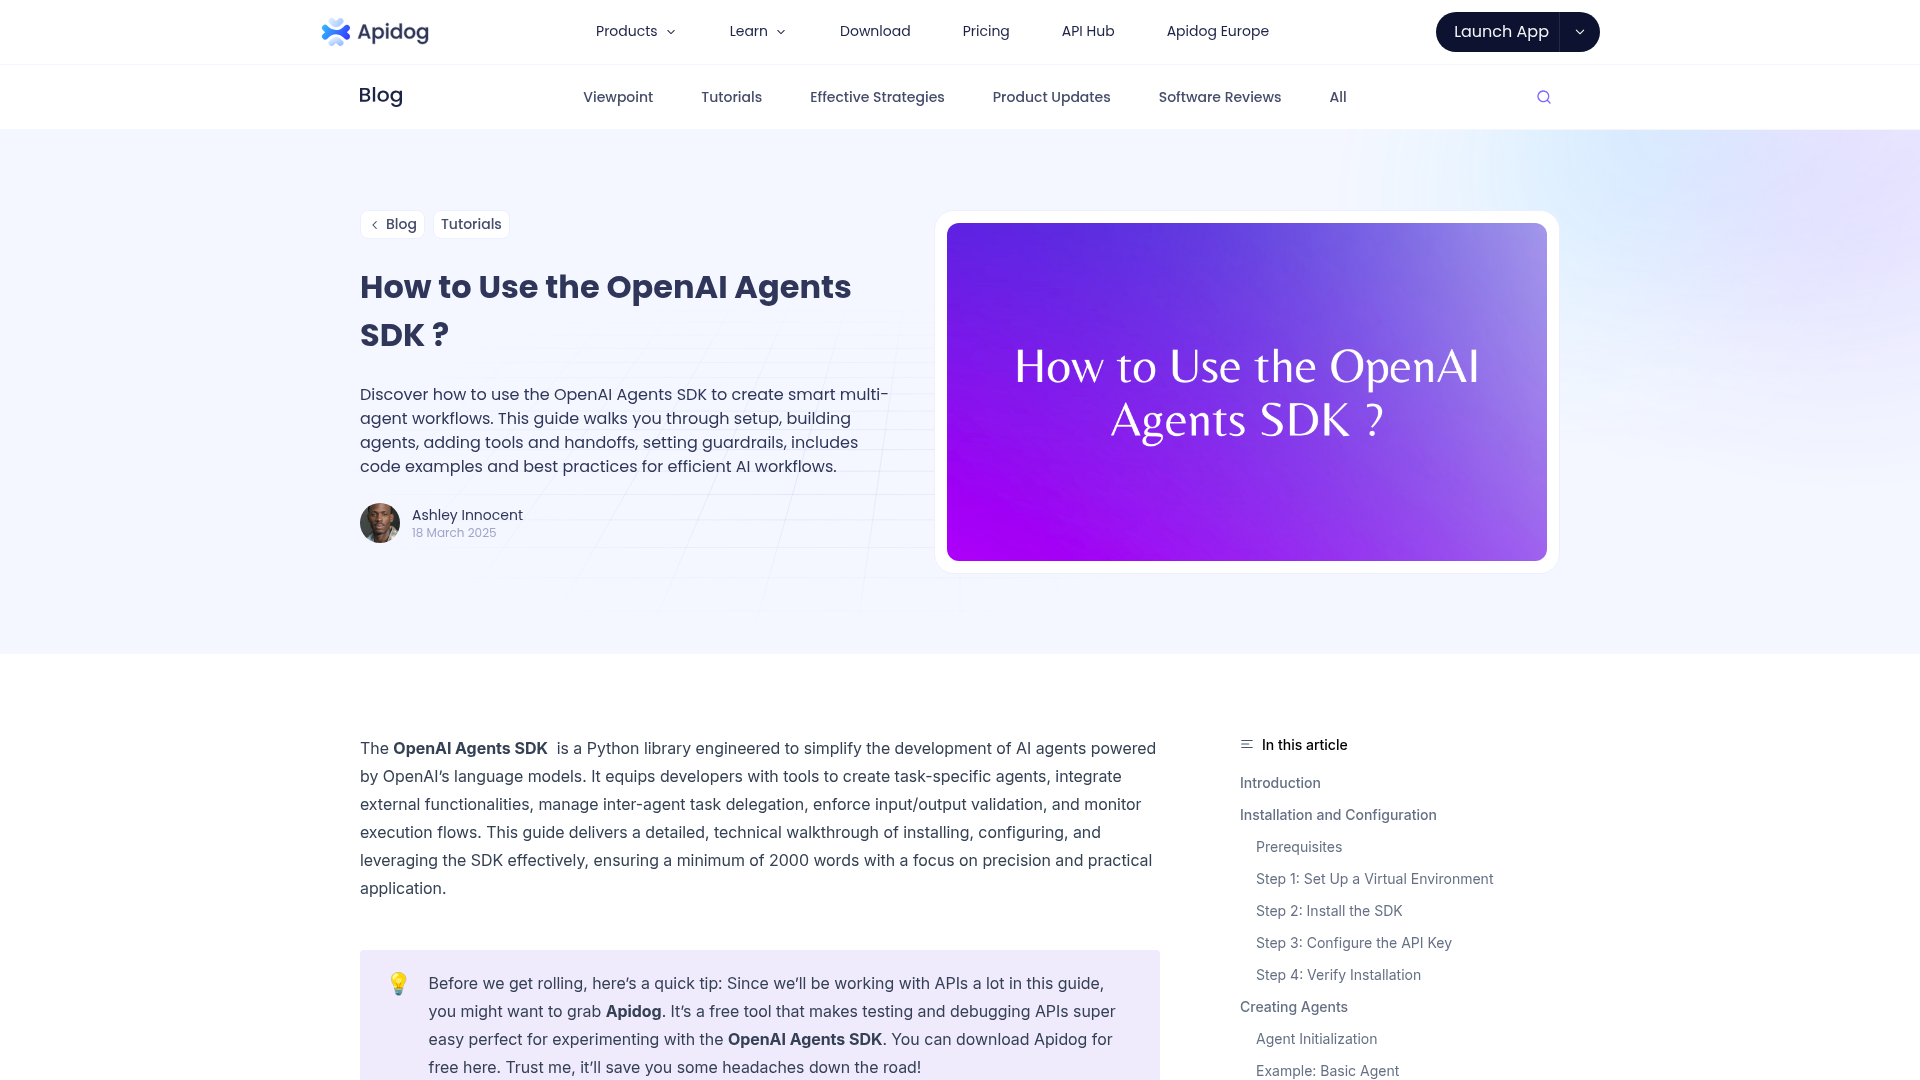 Apidog
Products
Learn
Download
Pricing
API Hub
Apidog Europe
Launch App
Blog
Viewpoint
Tutorials
Effective Strategies
Product Updates
Software Reviews
All
Blog
Tutorials
How to Use the OpenAI Agents
SDK ?
Discover how to use the OpenAI Agents SDK to create smart multi-
agent workflows. This guide walks you through setup, building
agents, adding tools and handoffs, setting guardrails, includes
code examples and best practices for efficient AI workflows.
Ashley Innocent
18 March 2025
How to Use the OpenAI
Agents SDK ?
The OpenAI Agents SDK is a Python library engineered to simplify the development of AI agents powered
by OpenAI’s language models. It equips developers with tools to create task-specific agents, integrate
external functionalities, manage inter-agent task delegation, enforce input/output validation, and monitor
execution flows. This guide delivers a detailed, technical walkthrough of installing, configuring, and
leveraging the SDK effectively, ensuring a minimum of 2000 words with a focus on precision and practical
application.
💡
Before we get rolling, here’s a quick tip: Since we’ll be working with APIs a lot in this guide,
you might want to grab Apidog. It’s a free tool that makes testing and debugging APIs super
easy perfect for experimenting with the OpenAI Agents SDK. You can download Apidog for
free here. Trust me, it’ll save you some headaches down the road!
In this article
Introduction
Installation and Configuration
Prerequisites
Step 1: Set Up a Virtual Environment
Step 2: Install the SDK
Step 3: Configure the API Key
Step 4: Verify Installation
Creating Agents
Agent Initialization
Example: Basic Agent